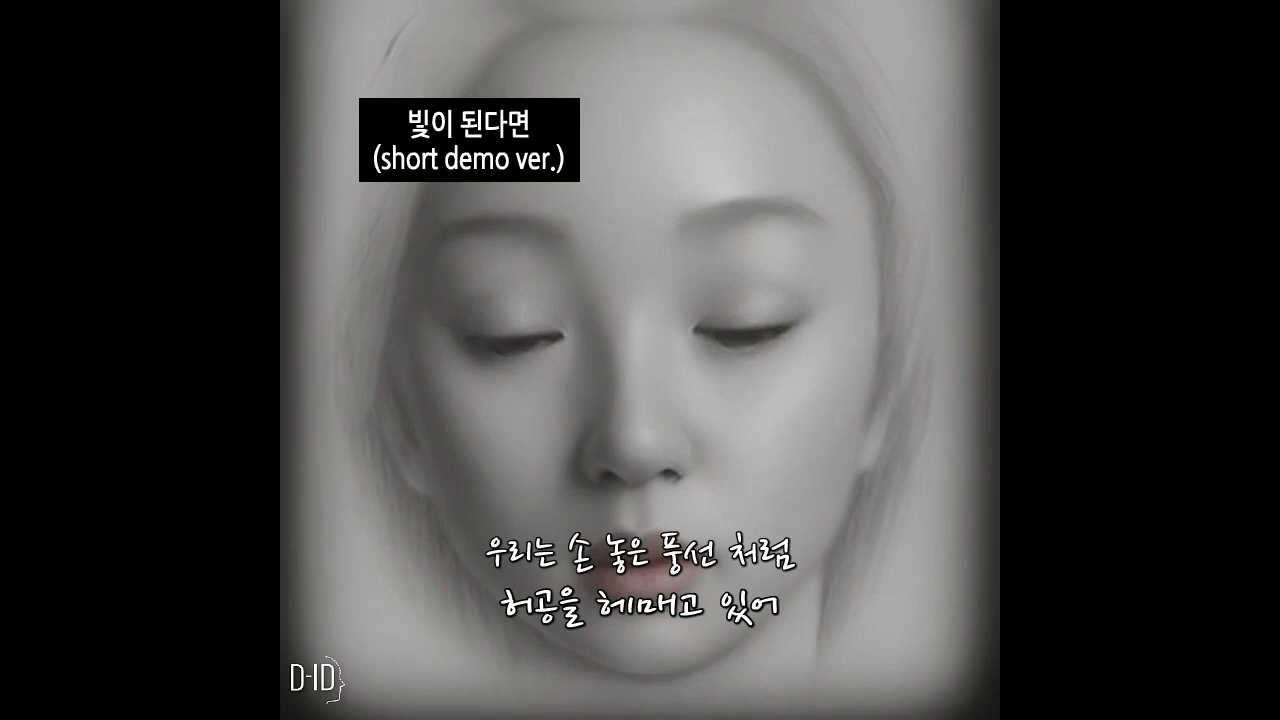 빛이 된다면
(short demo ver.)
우리는 손 놓은 풍선 처럼
허공을 헤매고 있어
D-ID